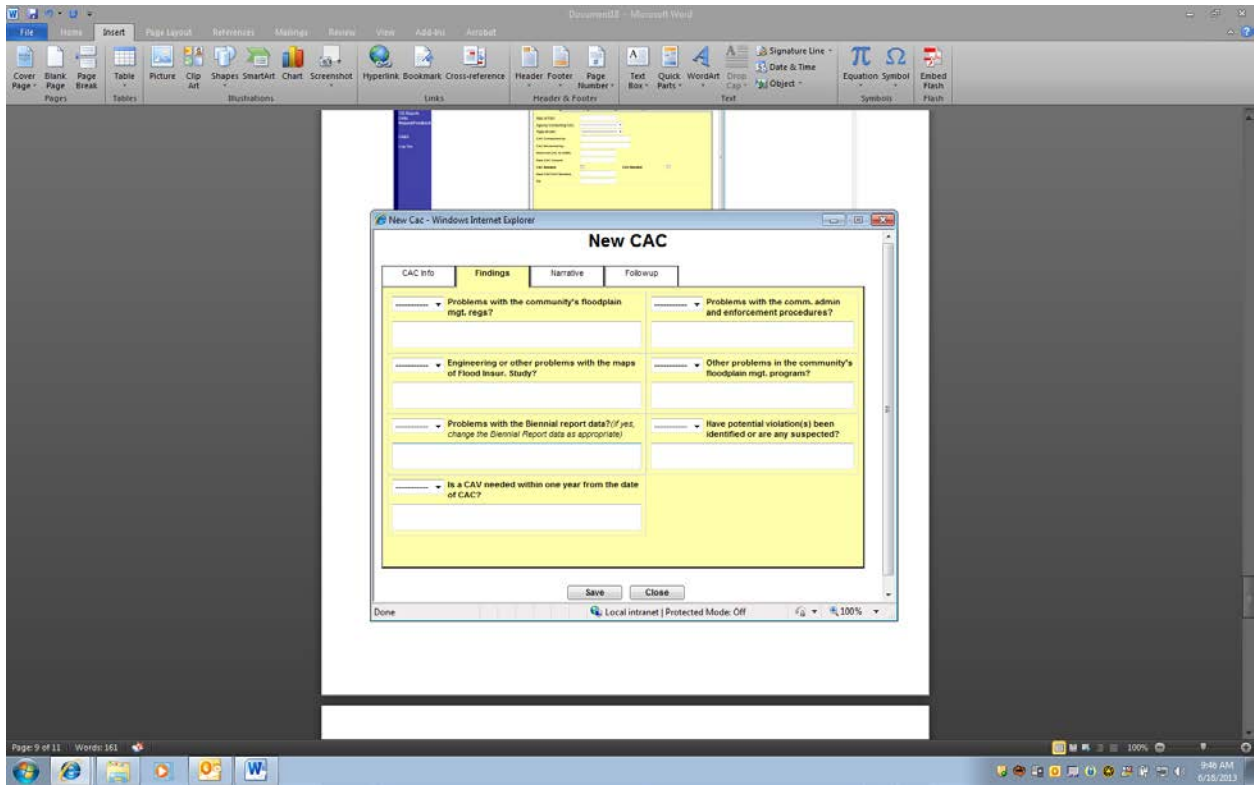 Document18 - Microsoft Word
File Home Insert Page Layout References Mailings Review View Add-Ins Acrobat
Cover Page Blank Page Page Break Table Picture Clip Art Shapes SmartArt Chart Screenshot Hyperlink Bookmark Cross-reference Header Footer Page Number Text Box Quick Parts WordArt Drop Cap Signature Line Date & Time Object Equation Symbol Embed Flash
Pages Tables Illustrations Links Header & Footer Text Symbols Flash
New Cac - Windows Internet Explorer
New CAC
CAC Info Findings Narrative Followup
Problems with the community's floodplain
mgt. regs?
Problems with the comm. admin
and enforcement procedures?
Engineering or other problems with the maps
of Flood Insur. Study?
Other problems in the community's
floodplain mgt. program?
Problems with the Biennial report data?(if yes,
change the Biennial Report data as appropriate)
Have potential violation(s) been
identified or are any suspected?
Is a CAV needed within one year from the date
of CAC?
Save Close
Done Local intranet | Protected Mode: Off 100%
Page: 9 of 11 Words: 161 100%
9:46 AM
6/18/2013